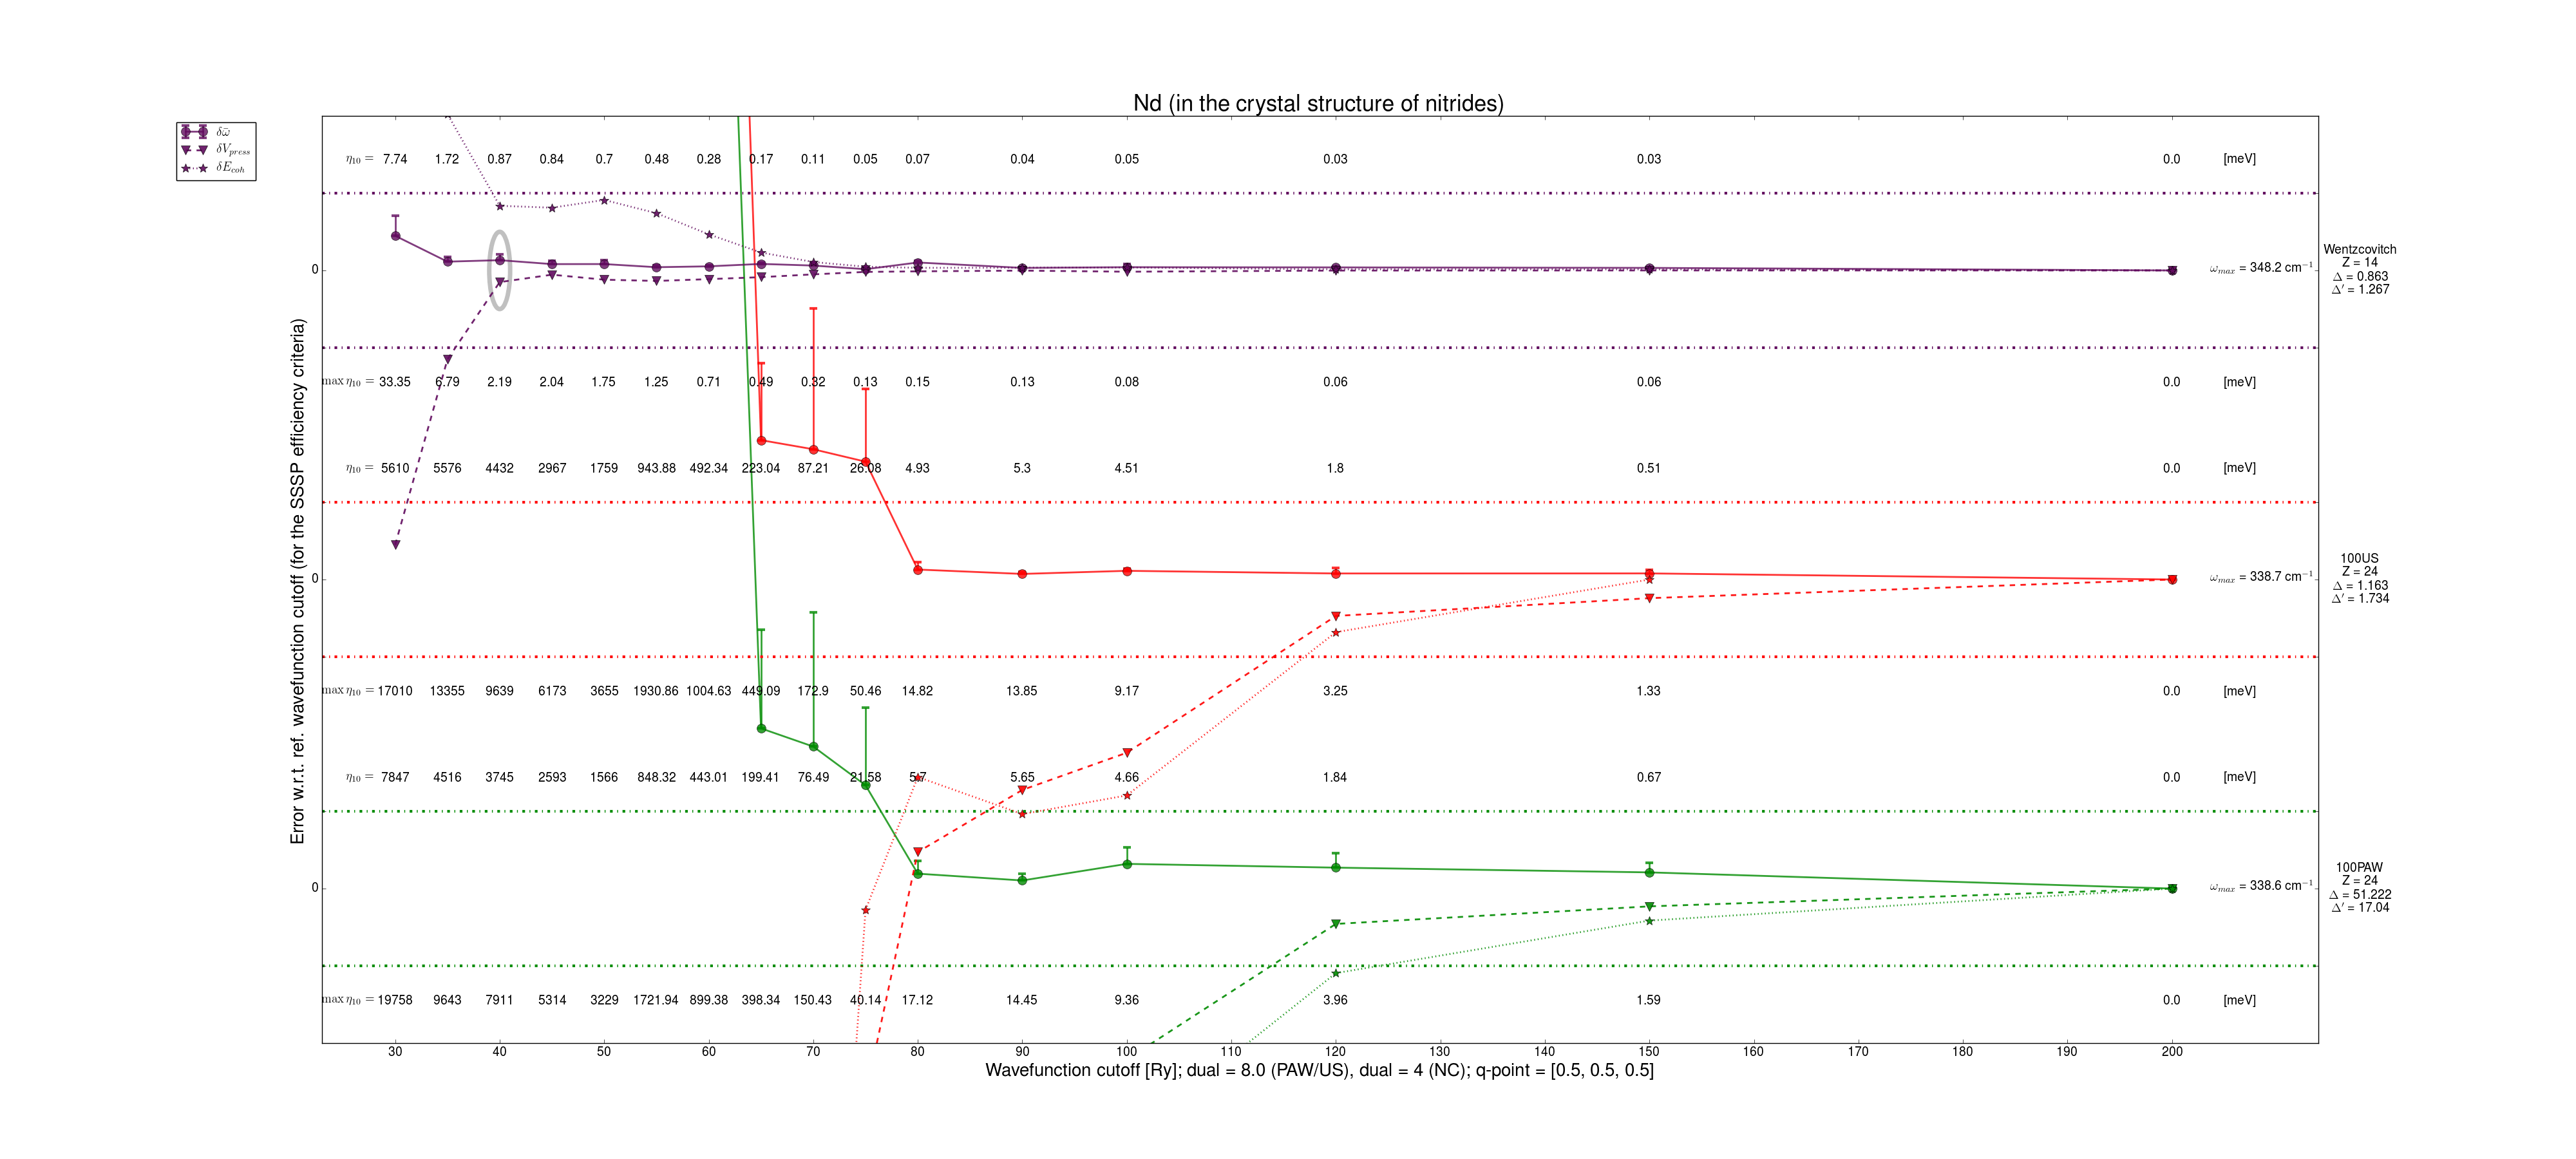 Nd (in the crystal structure of nitrides)
δω̄
δV_press
δE_coh
η₁₀ = 7.74 1.72 0.87 0.84 0.7 0.48 0.28 0.17 0.11 0.05 0.07 0.04 0.05 0.03 0.03 0.0 [meV]
0
ω_max = 348.2 cm⁻¹
Wentzcovitch
Z = 14
Δ = 0.863
Δ′ = 1.267
max η₁₀ = 33.35 6.79 2.19 2.04 1.75 1.25 0.71 0.49 0.32 0.13 0.15 0.13 0.08 0.06 0.06 0.0 [meV]
η₁₀ = 5610 5576 4432 2967 1759 943.88 492.34 223.04 87.21 26.08 4.93 5.3 4.51 1.8 0.51 0.0 [meV]
0
ω_max = 338.7 cm⁻¹
100US
Z = 24
Δ = 1.163
Δ′ = 1.734
max η₁₀ = 17010 13355 9639 6173 3655 1930.86 1004.63 449.09 172.9 50.46 14.82 13.85 9.17 3.25 1.33 0.0 [meV]
η₁₀ = 7847 4516 3745 2593 1566 848.32 443.01 199.41 76.49 21.58 5.7 5.65 4.66 1.84 0.67 0.0 [meV]
0
ω_max = 338.6 cm⁻¹
100PAW
Z = 24
Δ = 51.222
Δ′ = 17.04
max η₁₀ = 19758 9643 7911 5314 3229 1721.94 899.38 398.34 150.43 40.14 17.12 14.45 9.36 3.96 1.59 0.0 [meV]
30 40 50 60 70 80 90 100 110 120 130 140 150 160 170 180 190 200
Wavefunction cutoff [Ry]; dual = 8.0 (PAW/US), dual = 4 (NC); q-point = [0.5, 0.5, 0.5]
Error w.r.t. ref. wavefunction cutoff (for the SSSP efficiency criteria)